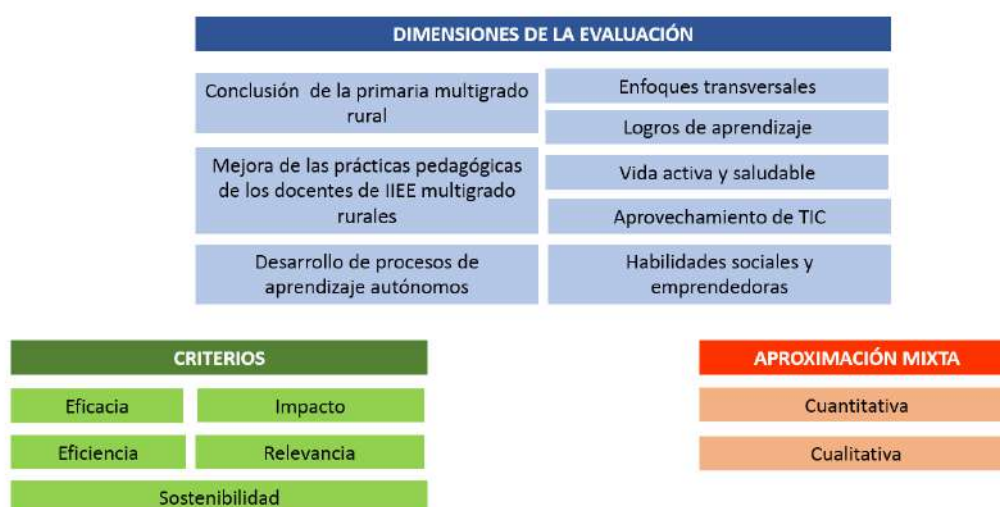 DIMENSIONES DE LA EVALUACIÓN
Conclusión de la primaria multigrado
rural
Mejora de las prácticas pedagógicas
de los docentes de IIEE multigrado
rurales
Desarrollo de procesos de
aprendizaje autónomos
Enfoques transversales
Logros de aprendizaje
Vida activa y saludable
Aprovechamiento de TIC
Habilidades sociales y
emprendedoras
CRITERIOS
Eficacia
Impacto
Eficiencia
Relevancia
Sostenibilidad
APROXIMACIÓN MIXTA
Cuantitativa
Cualitativa